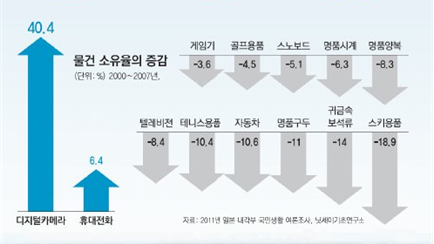 40.4
물건 소유율의 증감
(단위: %) 2000~2007년.
게임기 골프용품 스노보드 명품시계 명품양복
-3.6 -4.5 -5.1 -6.3 -8.3
텔레비전 테니스용품 자동차 명품구두 귀금속
보석류 스키용품
-8.4 -10.4 -10.6 -11 -14 -18.9
6.4
디지털카메라 휴대전화
자료: 2011년 일본 내각부 국민생활 여론조사, 닛세이기초연구소